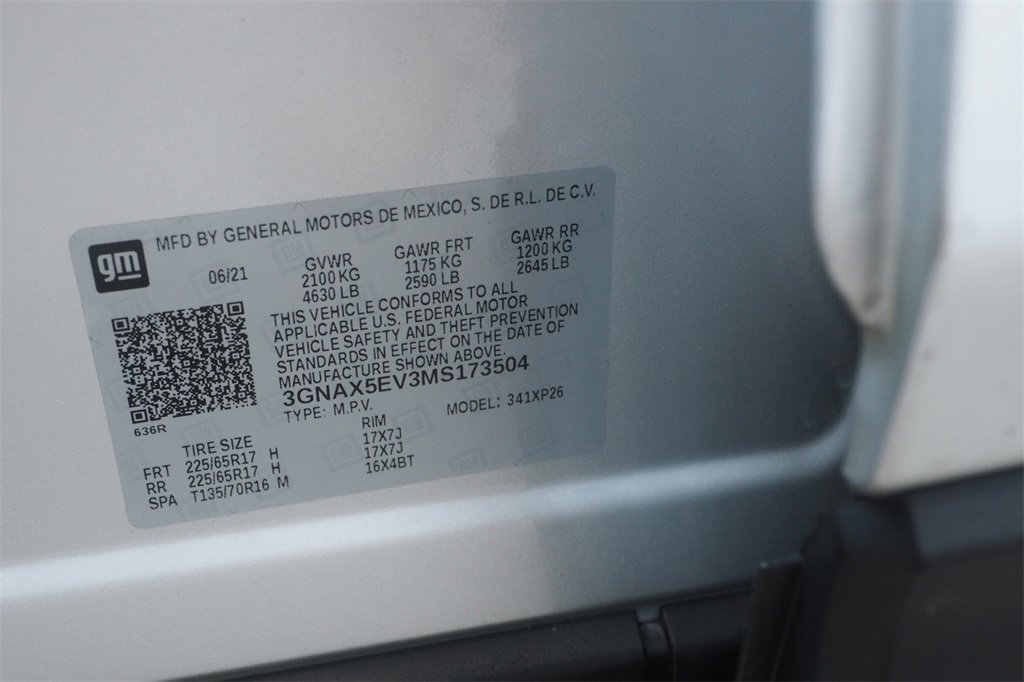 gm
MFD BY GENERAL MOTORS DE MEXICO, S. DE R.L. DE C.V.
06/21
GVWR GAWR FRT GAWR RR
2100 KG 1175 KG 1200 KG
4630 LB 2590 LB 2645 LB
THIS VEHICLE CONFORMS TO ALL
APPLICABLE U.S. FEDERAL MOTOR
VEHICLE SAFETY AND THEFT PREVENTION
STANDARDS IN EFFECT ON THE DATE OF
MANUFACTURE SHOWN ABOVE.
3GNAX5EV3MS173504
TYPE: M.P.V. MODEL: 341XP26
636R
TIRE SIZE RIM
FRT 225/65R17 H 17X7J
RR 225/65R17 H 17X7J
SPA T135/70R16 M 16X4BT